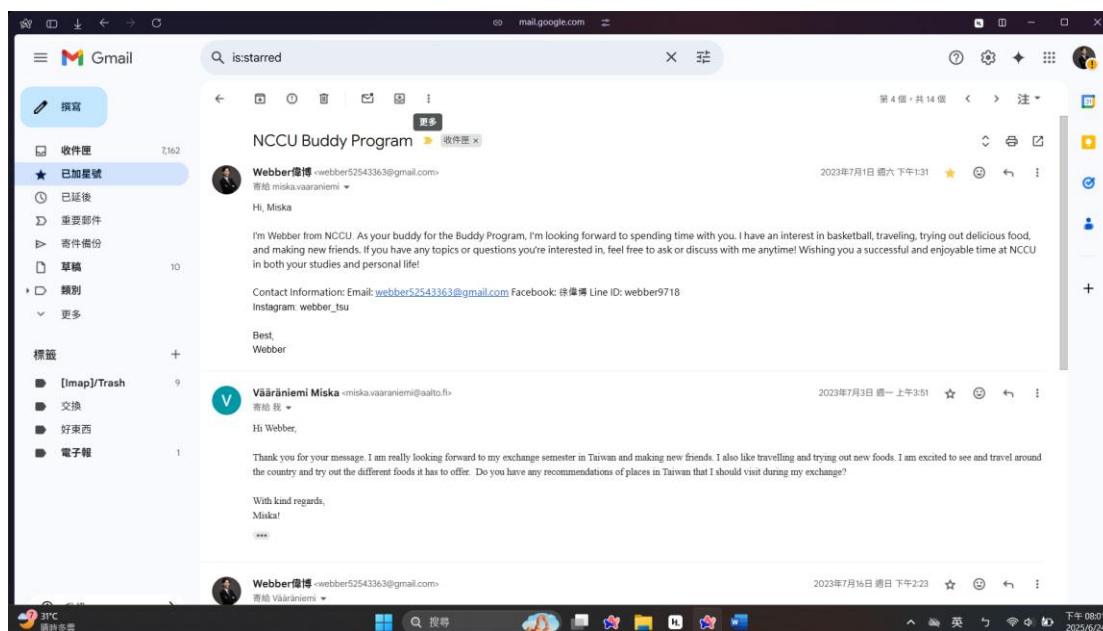 mail.google.com
Gmail
is:starred
撰寫
第 4 個，共 14 個
注
更多
NCCU Buddy Program
收件匣 ×
收件匣 7,162
已加星號
已延後
重要郵件
寄件備份
草稿 10
類別
更多
標籤
[Imap]/Trash 9
交換
好東西
電子報 1
Webber偉博 <webber52543363@gmail.com>
2023年7月1日 週六 下午1:31
寄給 miska.vaaraniemi
Hi, Miska
I'm Webber from NCCU. As your buddy for the Buddy Program, I'm looking forward to spending time with you. I have an interest in basketball, traveling, trying out delicious food,
and making new friends. If you have any topics or questions you're interested in, feel free to ask or discuss with me anytime! Wishing you a successful and enjoyable time at NCCU
in both your studies and personal life!
Contact Information: Email: webber52543363@gmail.com Facebook: 徐偉博 Line ID: webber9718
Instagram: webber_tsu
Best,
Webber
V
Vääräniemi Miska <miska.vaaraniemi@aalto.fi>
2023年7月3日 週一 上午3:51
寄給 我
Hi Webber,
Thank you for your message. I am really looking forward to my exchange semester in Taiwan and making new friends. I also like travelling and trying out new foods. I am excited to see and travel around
the country and try out the different foods it has to offer. Do you have any recommendations of places in Taiwan that I should visit during my exchange?
With kind regards,
Miska!
Webber偉博 <webber52543363@gmail.com>
2023年7月16日 週日 下午2:23
寄給 Vääräniemi
31°C
晴時多雲
搜尋
英
下午 08:01
2025/6/24